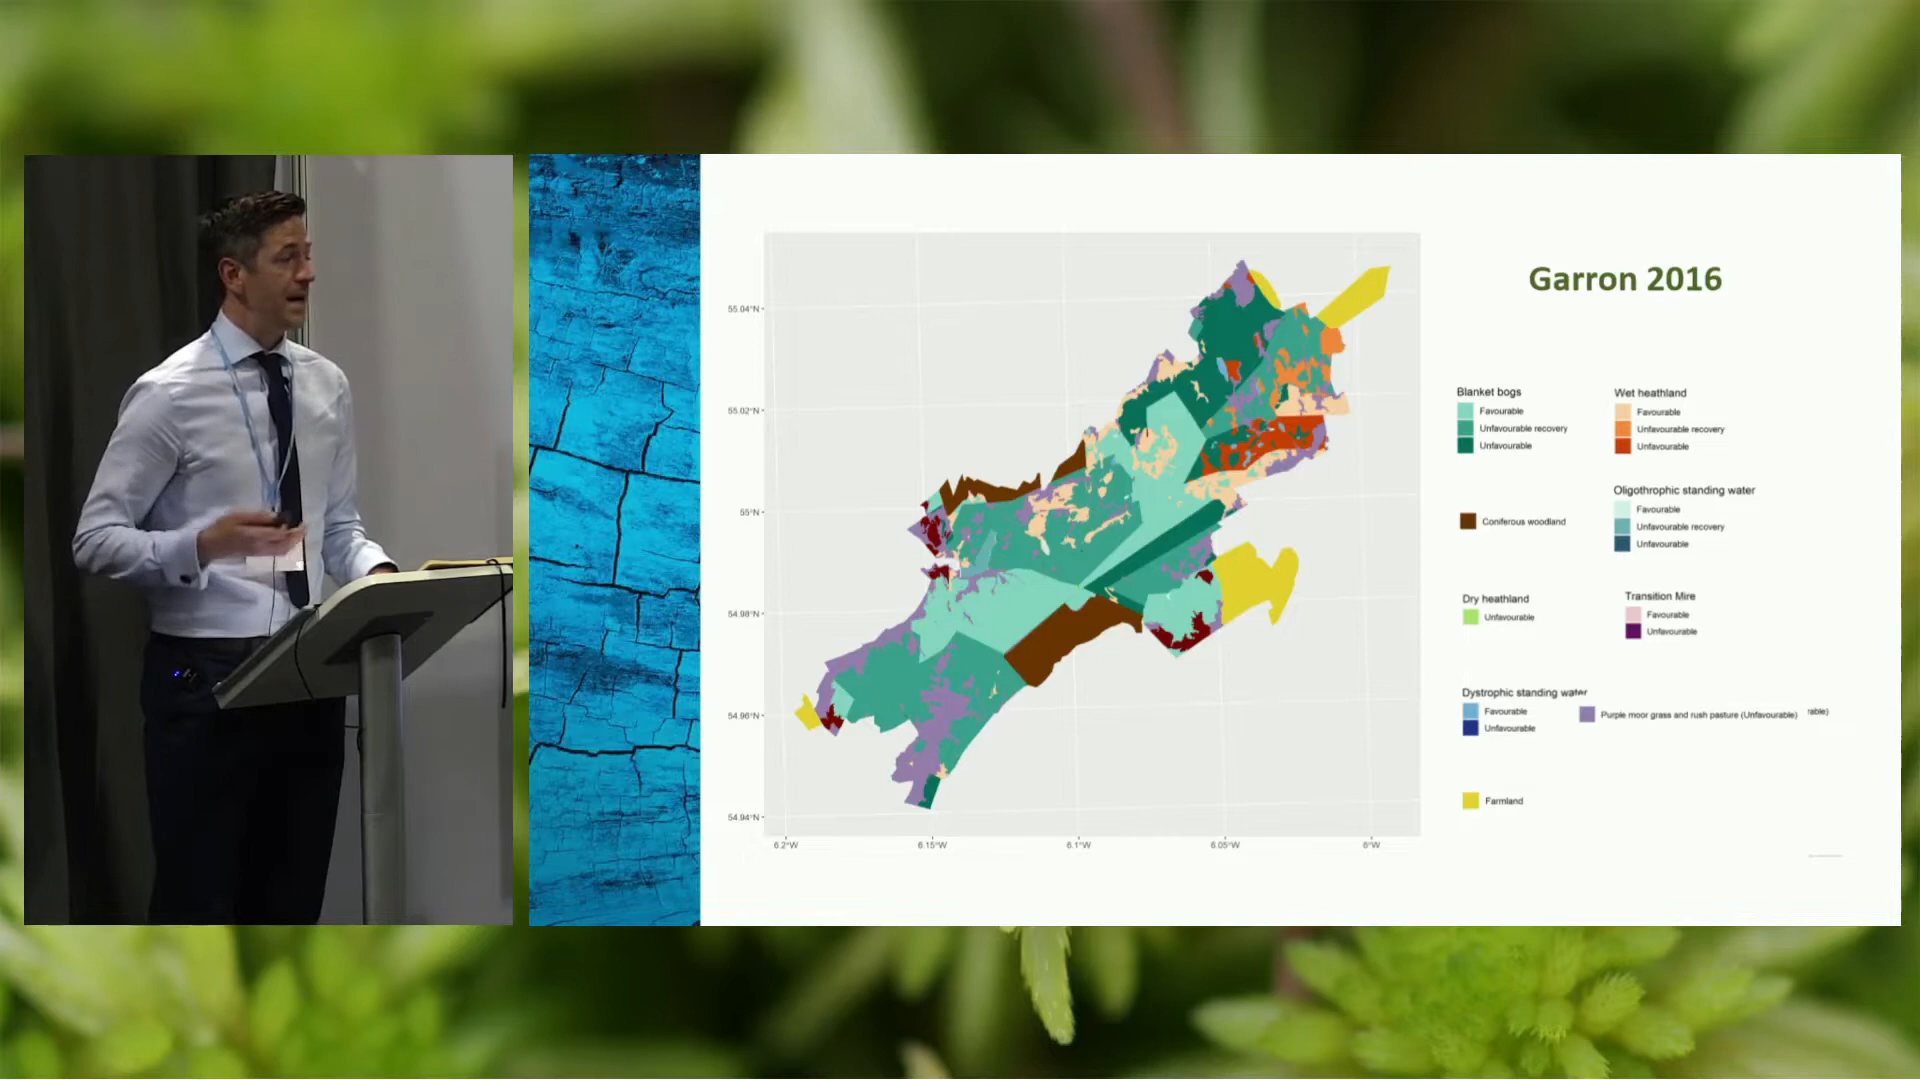 Garron 2016
55.04°N
55.02°N
55°N
54.98°N
54.96°N
54.94°N
6.2°W
6.15°W
6.1°W
6.05°W
6°W
Blanket bogs
Favourable
Unfavourable recovery
Unfavourable
Wet heathland
Favourable
Unfavourable recovery
Unfavourable
Coniferous woodland
Oligothrophic standing water
Favourable
Unfavourable recovery
Unfavourable
Dry heathland
Unfavourable
Transition Mire
Favourable
Unfavourable
Dystrophic standing water
Favourable
Unfavourable
Purple moor grass and rush pasture (Unfavourable)
rable)
Farmland